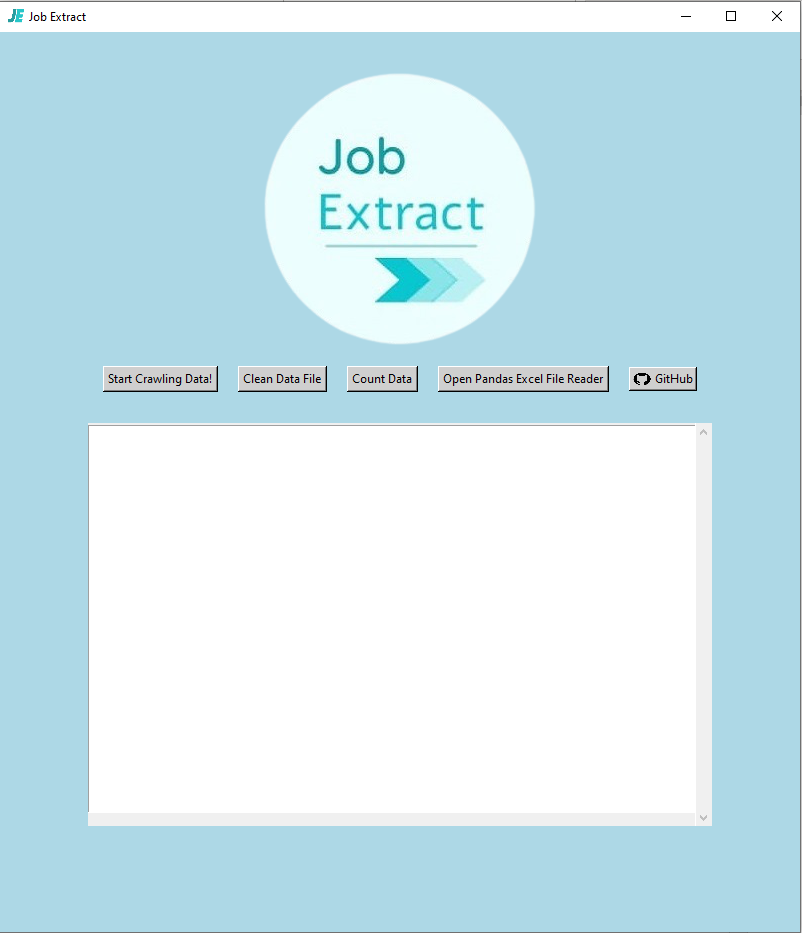 JE Job Extract
Job
Extract
Start Crawling Data! Clean Data File Count Data Open Pandas Excel File Reader GitHub